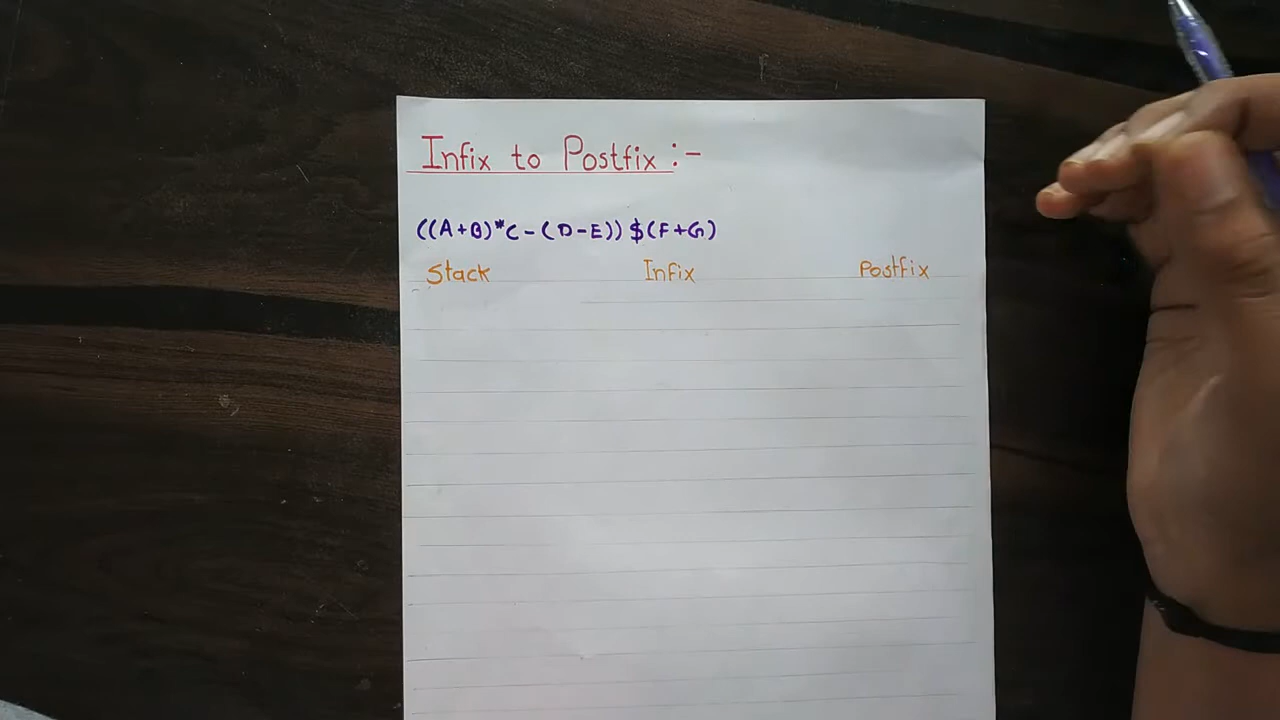 Infix to Postfix :-
((A+B)*C-(D-E))$(F+G)
Stack Infix Postfix